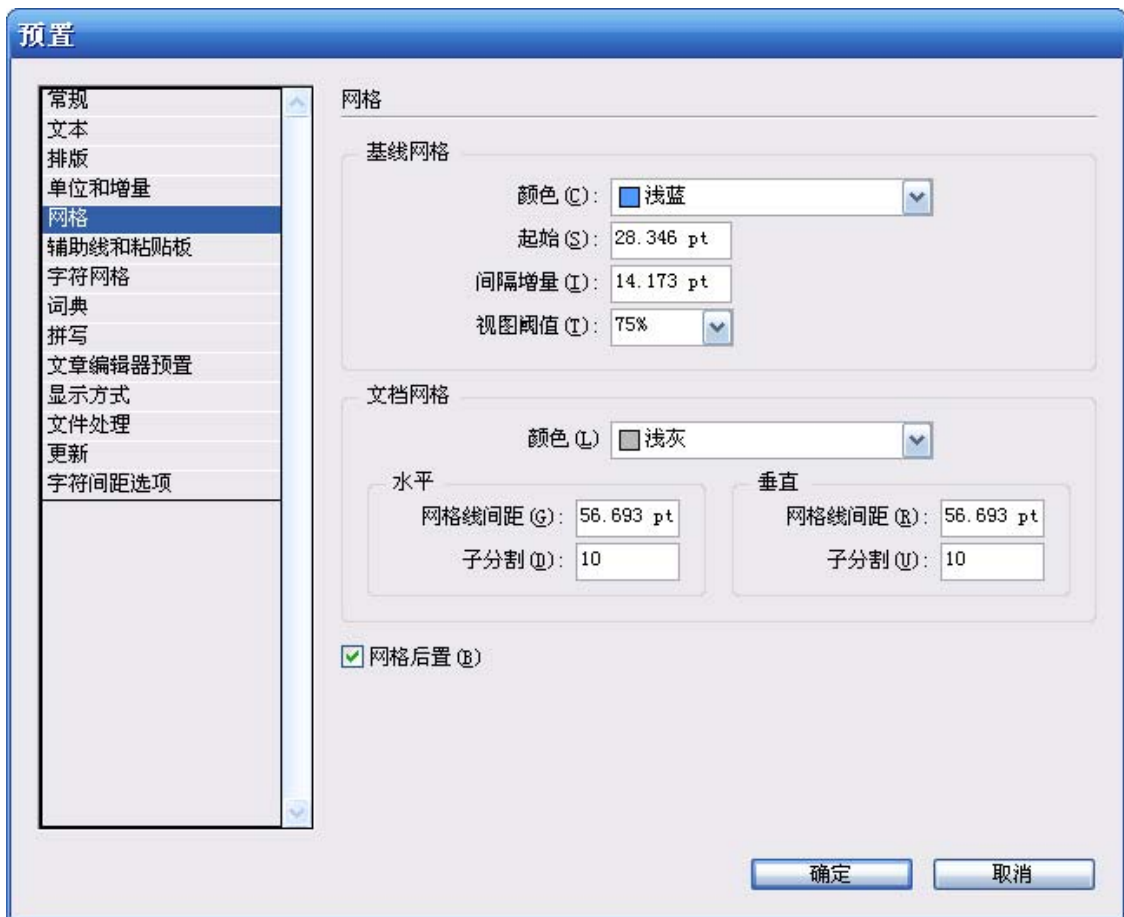 预置
常规
文本
排版
单位和增量
网格
辅助线和粘贴板
字符网格
词典
拼写
文章编辑器预置
显示方式
文件处理
更新
字符间距选项
网格
基线网格
颜色(C): 浅蓝
起始(S): 28.346 pt
间隔增量(I): 14.173 pt
视图阈值(T): 75%
文档网格
颜色(L) 浅灰
水平
网格线间距(G): 56.693 pt
子分割(D): 10
垂直
网格线间距(R): 56.693 pt
子分割(U): 10
网格后置(B)
确定 取消